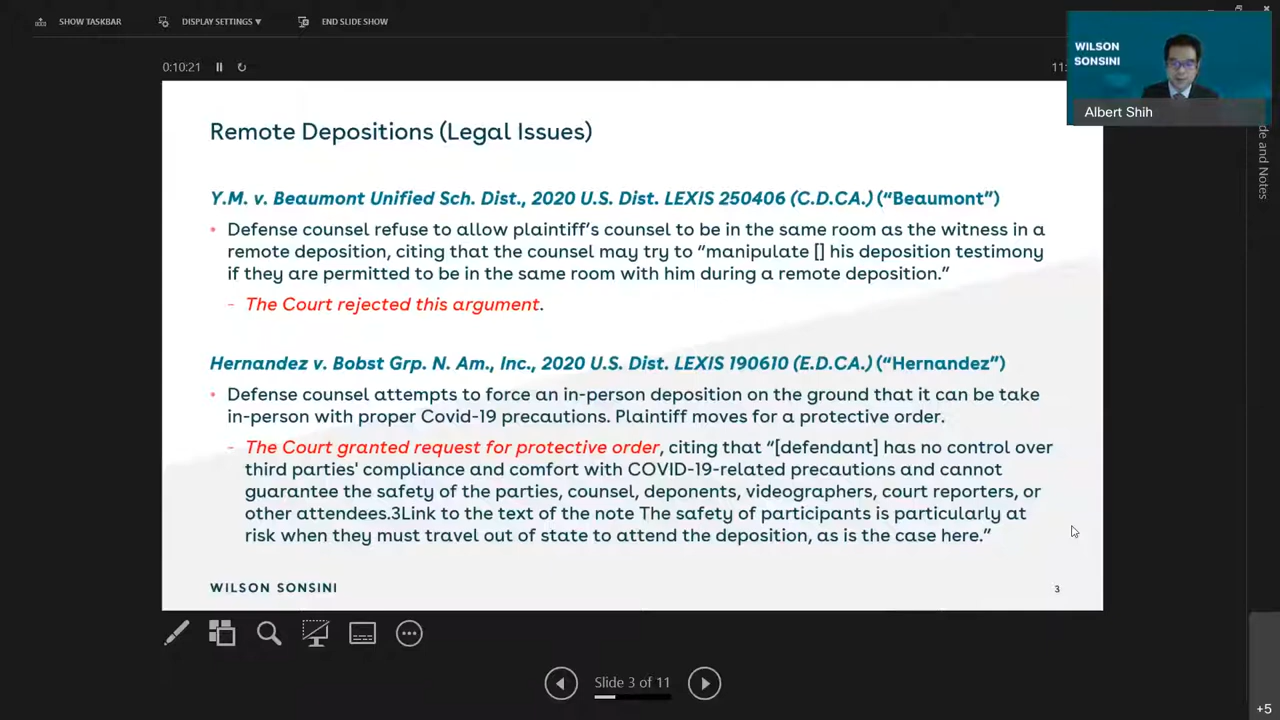 SHOW TASKBAR
DISPLAY SETTINGS
END SLIDE SHOW
WILSON
SONSINI
Albert Shih
0:10:21
11:
Remote Depositions (Legal Issues)
Y.M. v. Beaumont Unified Sch. Dist., 2020 U.S. Dist. LEXIS 250406 (C.D.CA.) (“Beaumont”)
Defense counsel refuse to allow plaintiff’s counsel to be in the same room as the witness in a
remote deposition, citing that the counsel may try to “manipulate [] his deposition testimony
if they are permitted to be in the same room with him during a remote deposition.”
- The Court rejected this argument.
Hernandez v. Bobst Grp. N. Am., Inc., 2020 U.S. Dist. LEXIS 190610 (E.D.CA.) (“Hernandez”)
Defense counsel attempts to force an in-person deposition on the ground that it can be take
in-person with proper Covid-19 precautions. Plaintiff moves for a protective order.
- The Court granted request for protective order, citing that “[defendant] has no control over
third parties' compliance and comfort with COVID-19-related precautions and cannot
guarantee the safety of the parties, counsel, deponents, videographers, court reporters, or
other attendees.3Link to the text of the note The safety of participants is particularly at
risk when they must travel out of state to attend the deposition, as is the case here.”
WILSON SONSINI
3
Slide 3 of 11
de and Notes
+5